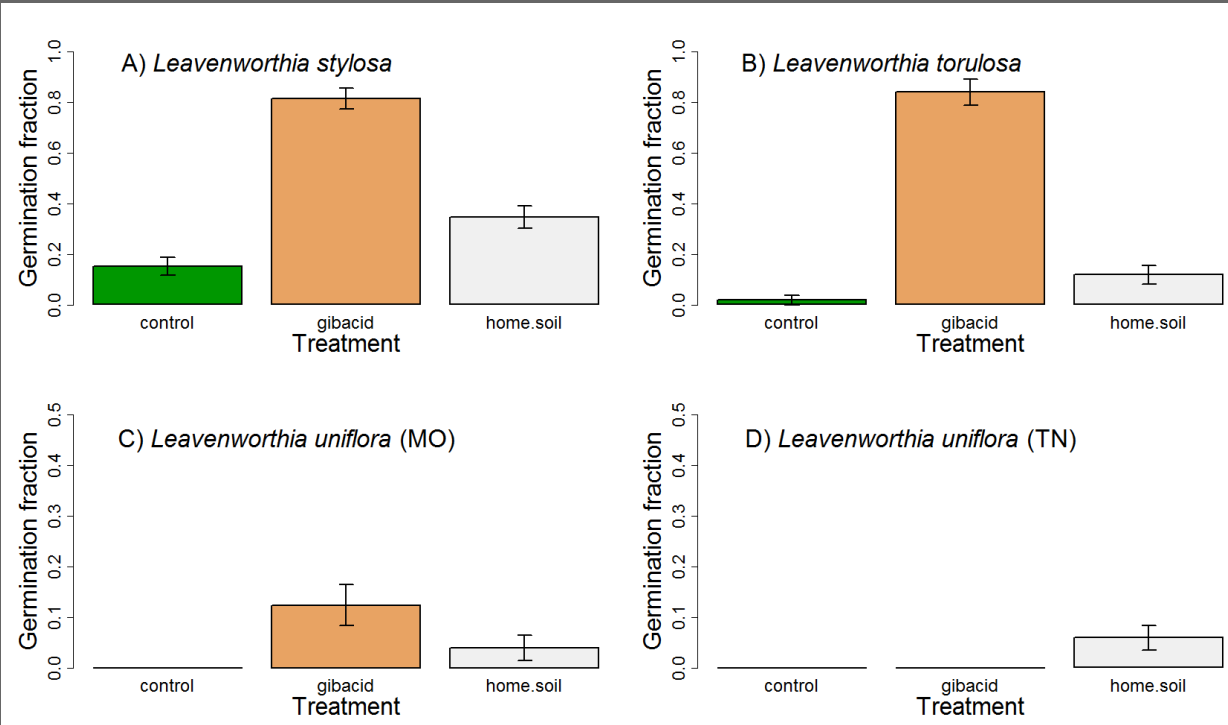 A) Leavenworthia stylosa
Germination fraction
0.0 0.2 0.4 0.6 0.8 1.0
control gibacid home.soil
Treatment
B) Leavenworthia torulosa
Germination fraction
0.0 0.2 0.4 0.6 0.8 1.0
control gibacid home.soil
Treatment
C) Leavenworthia uniflora (MO)
Germination fraction
0.0 0.1 0.2 0.3 0.4 0.5
control gibacid home.soil
Treatment
D) Leavenworthia uniflora (TN)
Germination fraction
0.0 0.1 0.2 0.3 0.4 0.5
control gibacid home.soil
Treatment